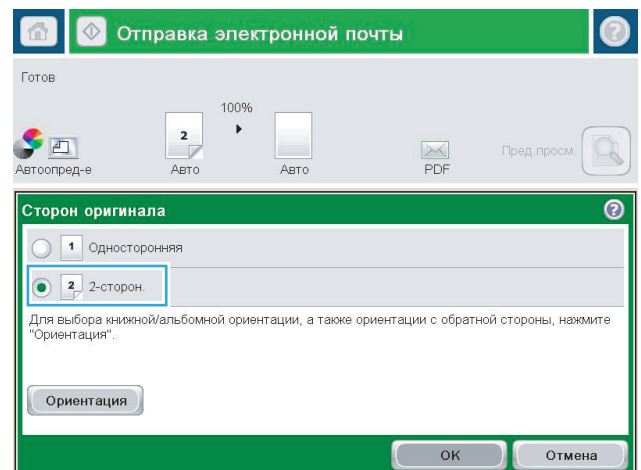 Отправка электронной почты
Готов
100%
2
Автоопред-е
Авто
Авто
PDF
Пред.просм.
Сторон оригинала
1 Односторонняя
2 2-сторон.
Для выбора книжной/альбомной ориентации, а также ориентации с обратной стороны, нажмите
"Ориентация".
Ориентация
OK
Отмена